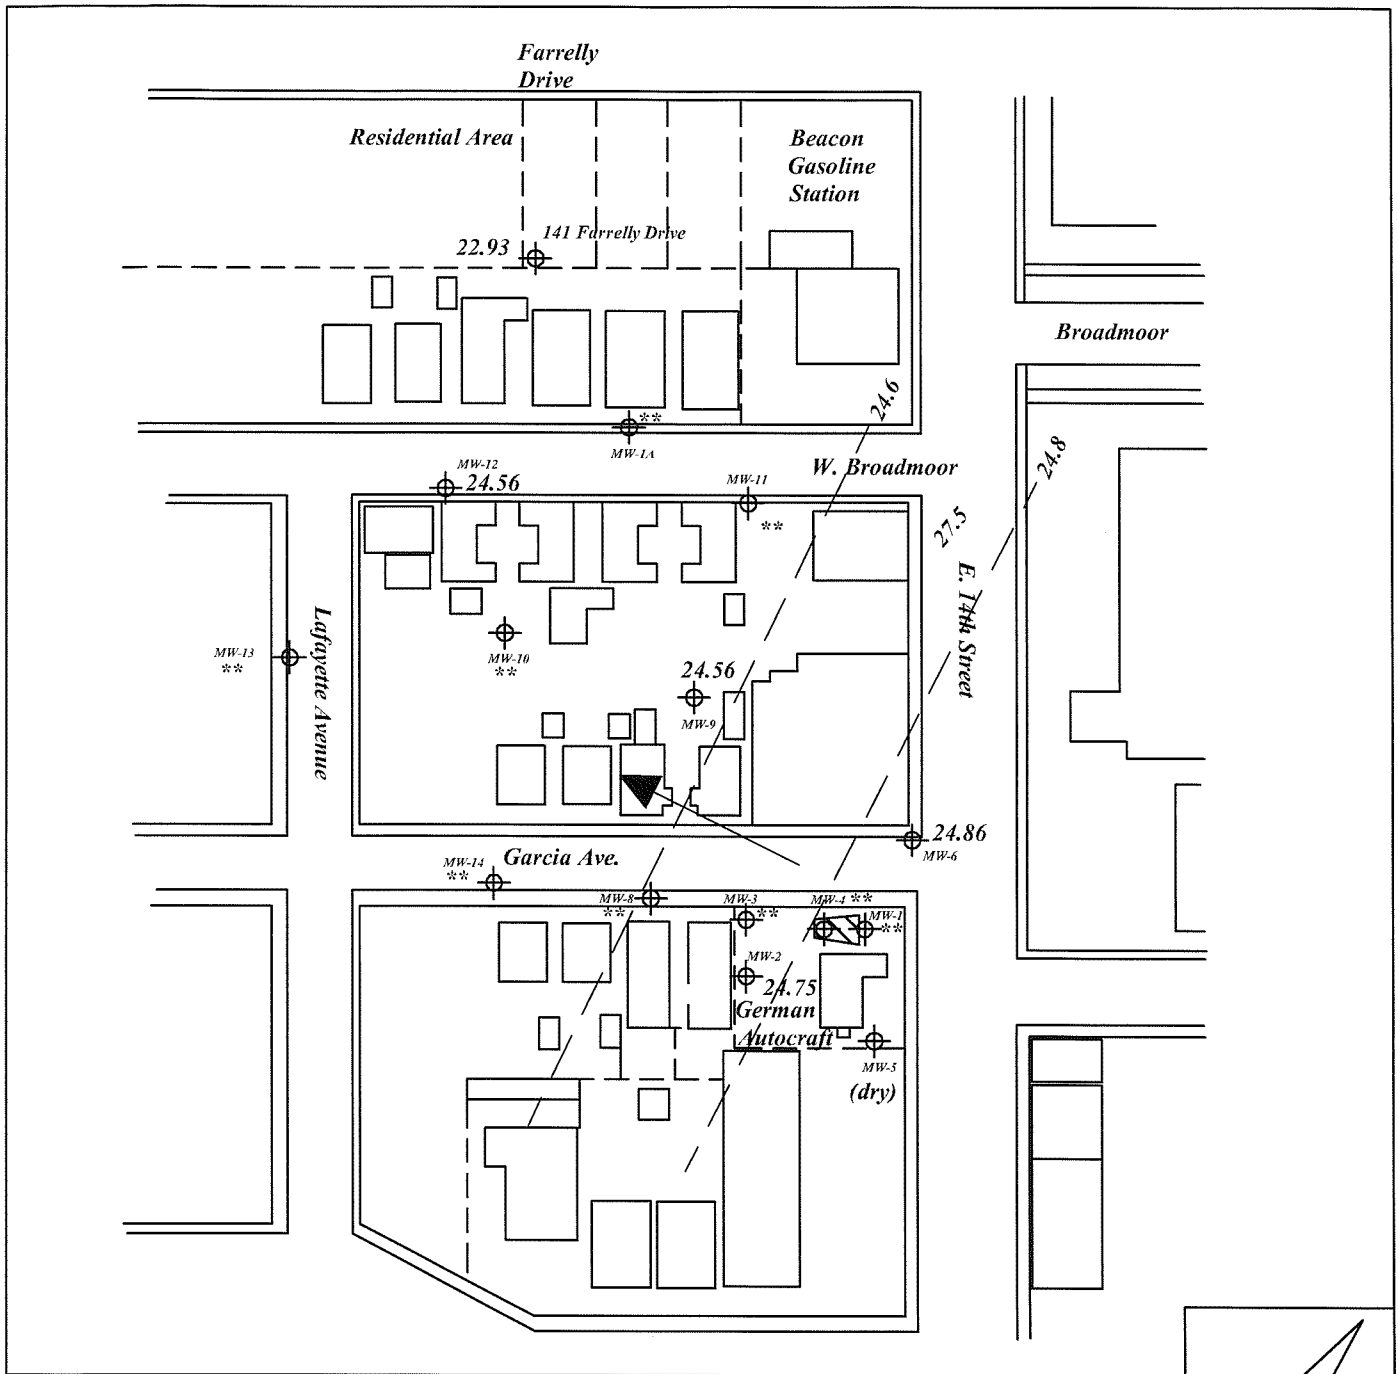 Farrelly
Drive
Residential Area
Beacon
Gasoline
Station
141 Farrelly Drive
22.93
Broadmoor
24.6
**
MW-1A
24.8
W. Broadmoor
MW-12
24.56
MW-11
**
27.5
E. 14th Street
Lafayette Avenue
MW-13
**
MW-10
**
24.56
MW-9
24.86
MW-6
Garcia Ave.
MW-14
**
MW-8
**
MW-3
**
MW-4 **
MW-1
**
MW-2
24.75
German
Autocraft
MW-5
(dry)